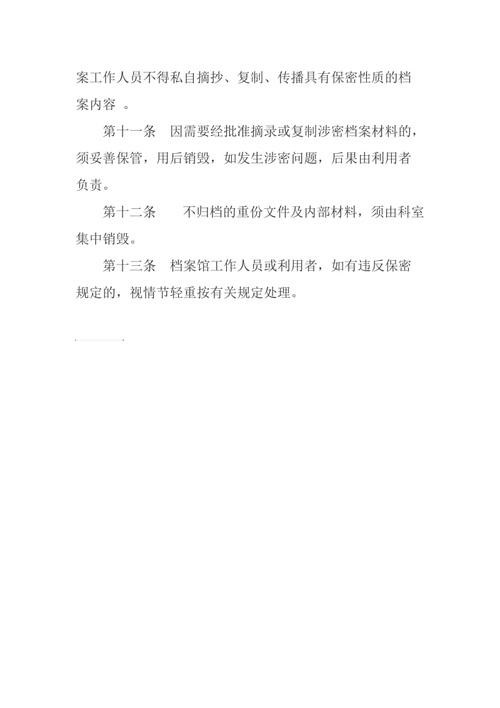 案工作人员不得私自摘抄、复制、传播具有保密性质的档
案内容 。
第十一条　因需要经批准摘录或复制涉密档案材料的，
须妥善保管，用后销毁，如发生涉密问题，后果由利用者
负责。
第十二条　　不归档的重份文件及内部材料，须由科室
集中销毁。
第十三条　档案馆工作人员或利用者，如有违反保密
规定的，视情节轻重按有关规定处理。